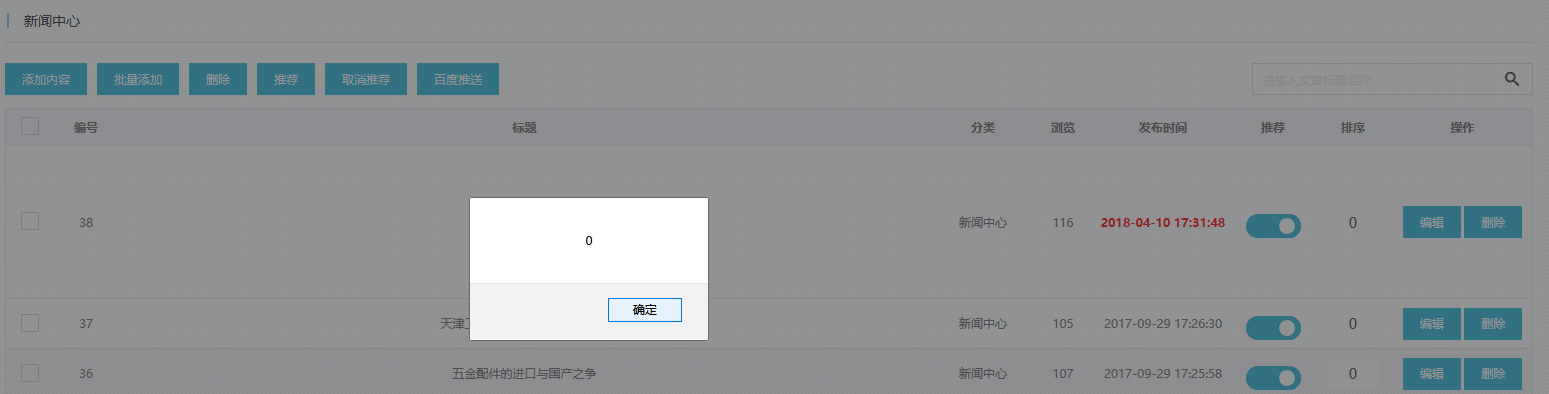 新闻中心
添加内容 批量添加 删除 推荐 取消推荐 百度推送 请输入文章标题名称
编号 标题 分类 浏览 发布时间 推荐 排序 操作
38 新闻中心 116 2018-04-10 17:31:48 0 编辑 删除
0
确定
37 天津 新闻中心 105 2017-09-29 17:26:30 0 编辑 删除
36 五金配件的进口与国产之争 新闻中心 107 2017-09-29 17:25:58 0 编辑 删除